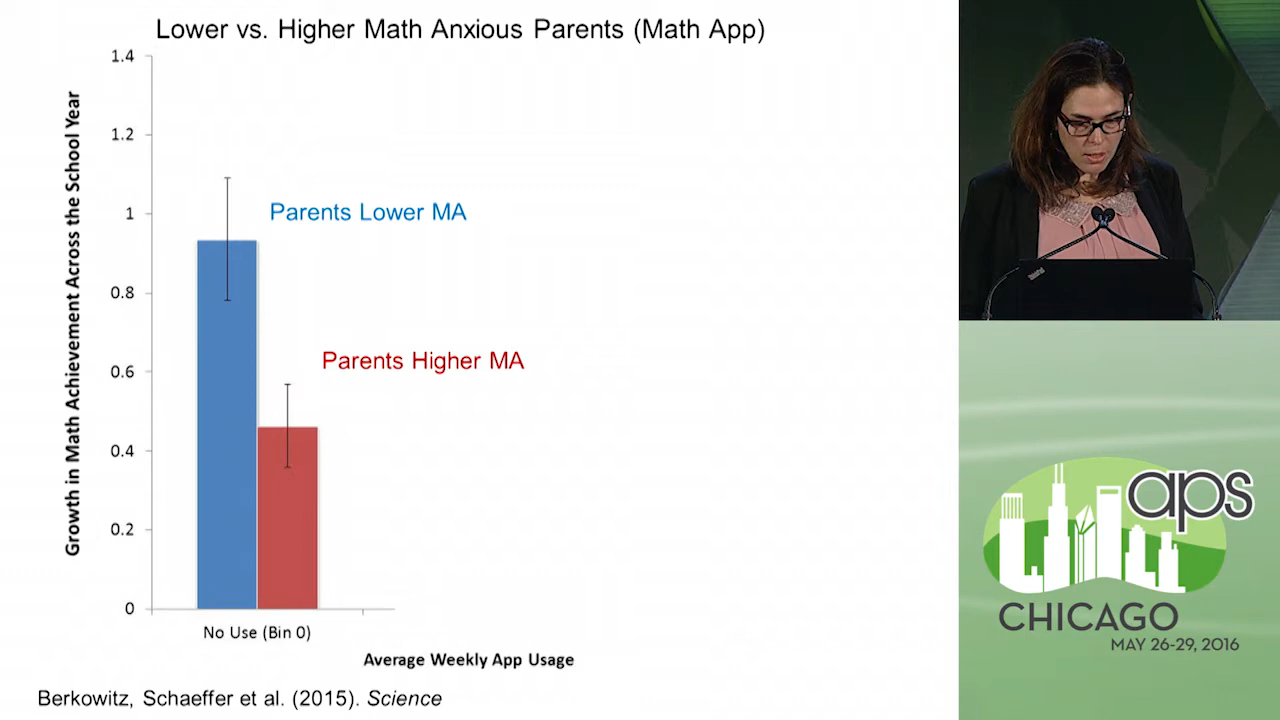 Lower vs. Higher Math Anxious Parents (Math App)
Growth in Math Achievement Across the School Year
1.4
1.2
1
0.8
0.6
0.4
0.2
0
Parents Lower MA
Parents Higher MA
No Use (Bin 0)
Average Weekly App Usage
Berkowitz, Schaeffer et al. (2015). Science
ThinkPad
aps
CHICAGO
MAY 26-29, 2016